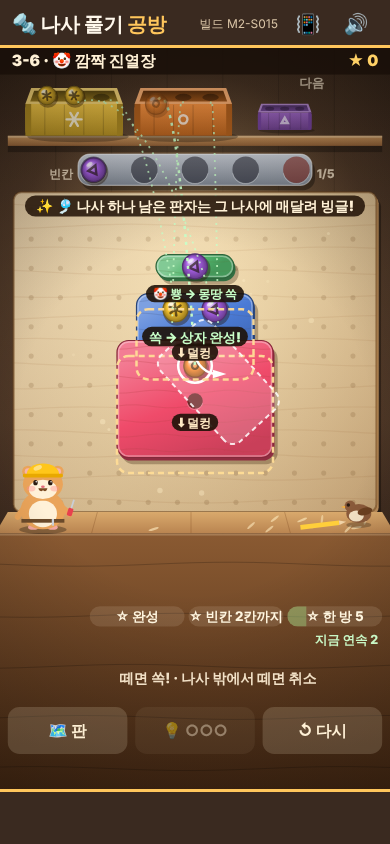 🔩 나사 풀기 공방
빌드 M2-S015
📳 🔊
3-6 · 🤡 깜짝 진열장
★ 0
다음
빈칸
1/5
✨ 🎐 나사 하나 남은 판자는 그 나사에 매달려 빙글!
🤡 뿅 → 몽땅 쏙
쏙 → 상자 완성!
⬇덜컹
⬇덜컹
☆ 완성
☆ 빈칸 2칸까지
☆ 한 방 5
지금 연속 2
떼면 쏙! · 나사 밖에서 떼면 취소
🗺️ 판
💡 ○○○
↺ 다시